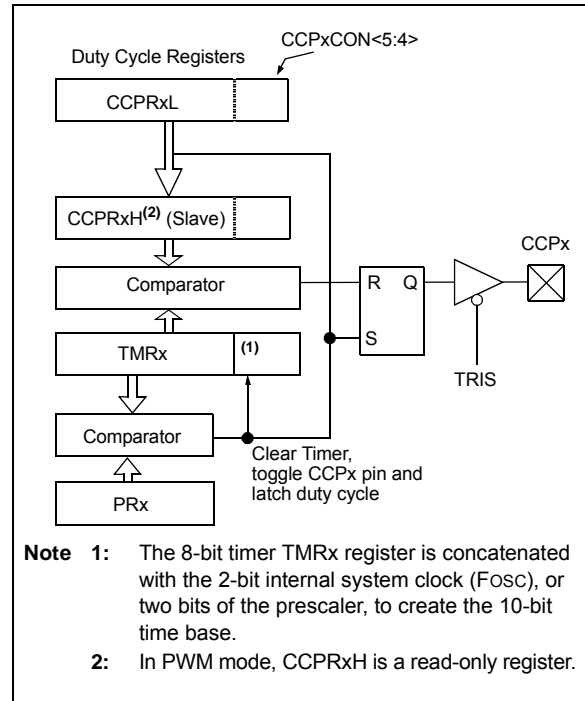 CCPxCON<5:4>
Duty Cycle Registers
CCPRxL
CCPRxH(2) (Slave)
CCPx
Comparator
R Q
TMRx (1)
S
TRIS
Comparator
Clear Timer,
toggle CCPx pin and
latch duty cycle
PRx
Note 1: The 8-bit timer TMRx register is concatenated
with the 2-bit internal system clock (FOSC), or
two bits of the prescaler, to create the 10-bit
time base.
2: In PWM mode, CCPRxH is a read-only register.